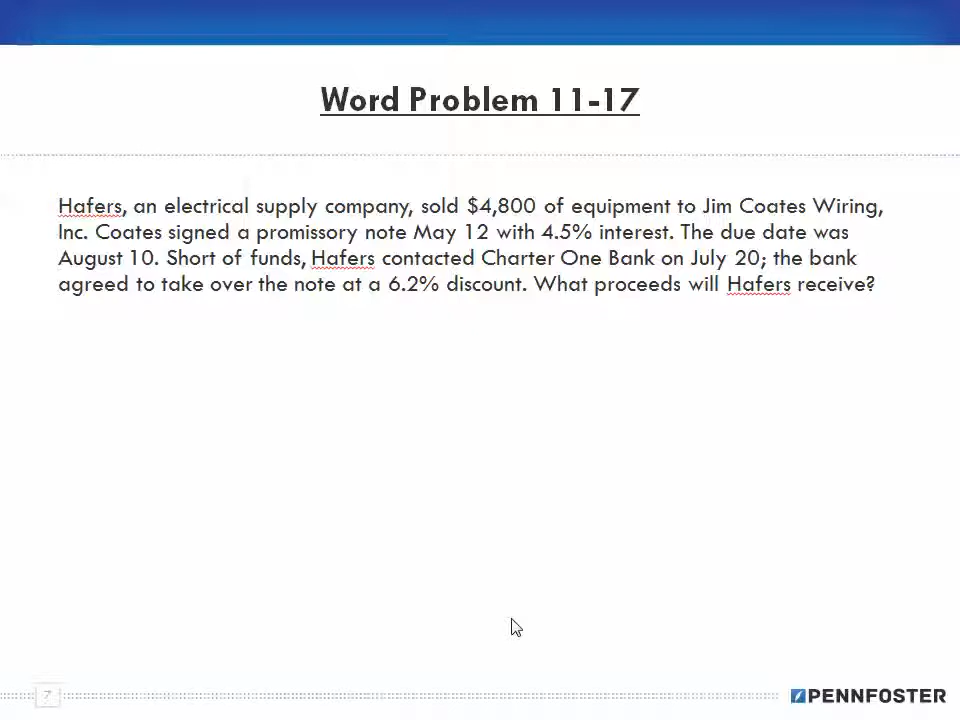 Word Problem 11-17
Hafers, an electrical supply company, sold $4,800 of equipment to Jim Coates Wiring,
Inc. Coates signed a promissory note May 12 with 4.5% interest. The due date was
August 10. Short of funds, Hafers contacted Charter One Bank on July 20; the bank
agreed to take over the note at a 6.2% discount. What proceeds will Hafers receive?
7
PENNFOSTER